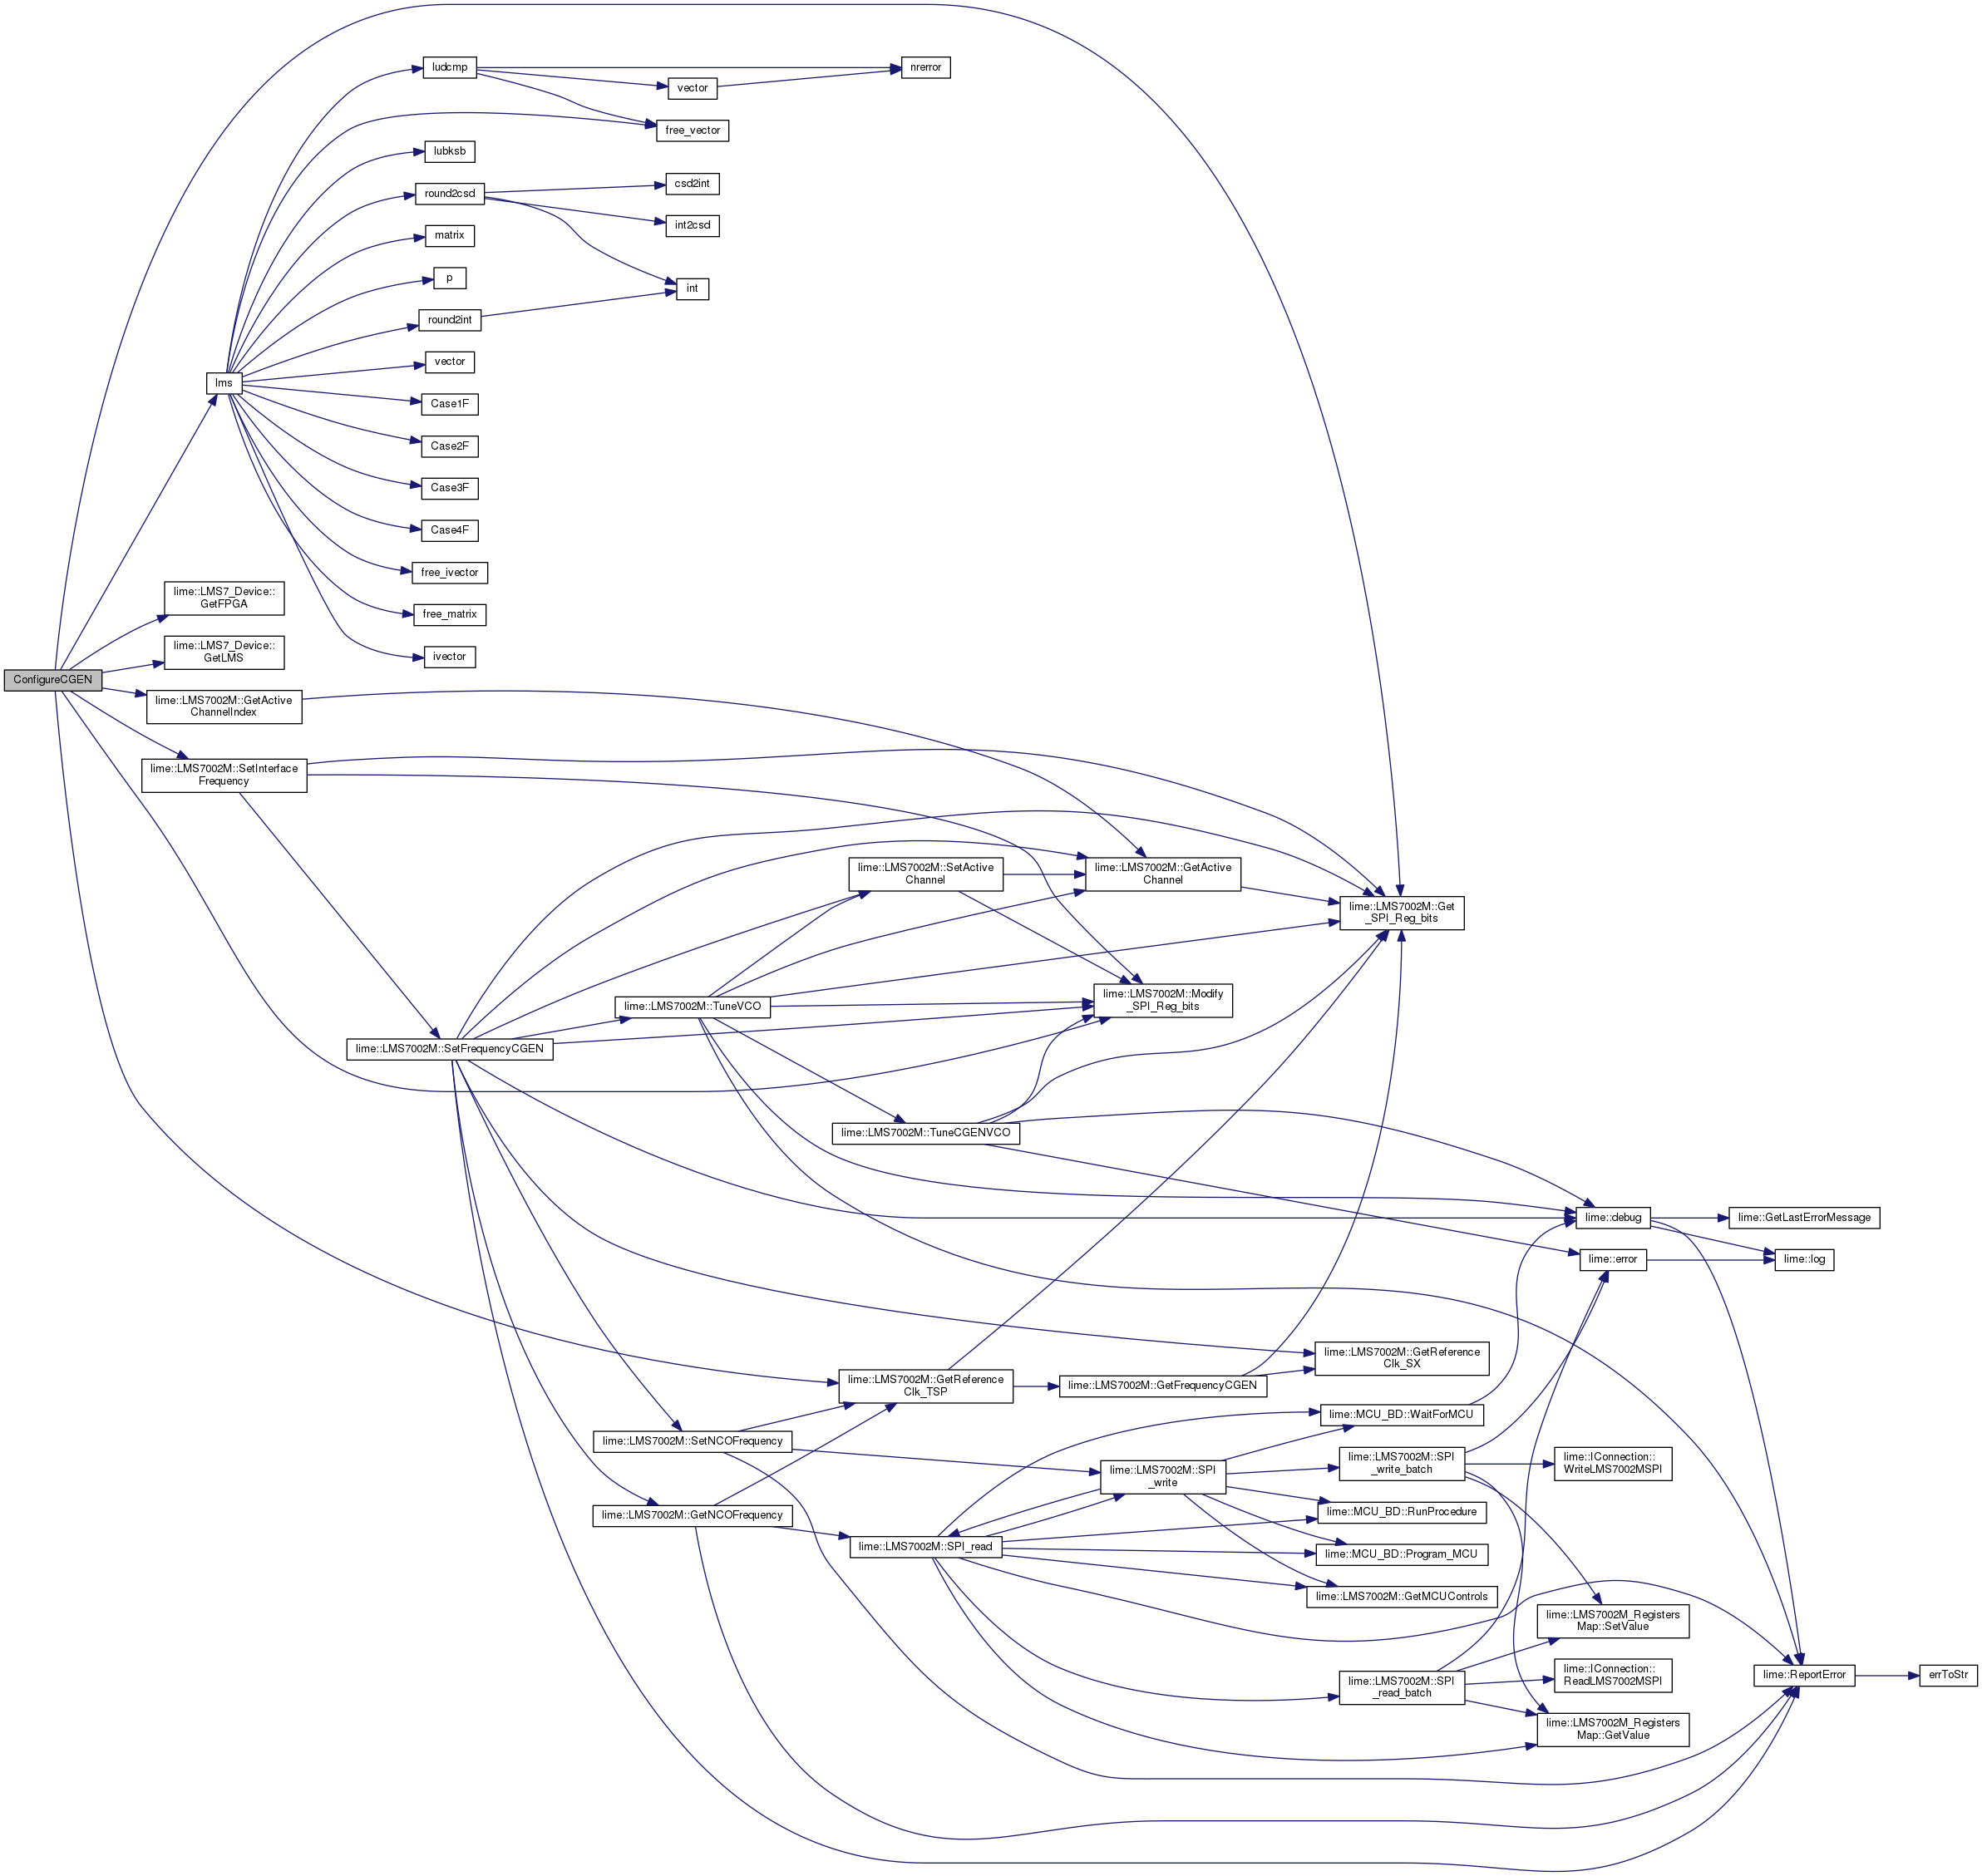 ludcmp
nrerror
vector
free_vector
lubksb
csd2int
round2csd
int2csd
matrix
p
int
round2int
vector
lms
Case1F
Case2F
Case3F
Case4F
free_ivector
lime::LMS7_Device::
GetFPGA
free_matrix
lime::LMS7_Device::
GetLMS
ivector
ConfigureCGEN
lime::LMS7002M::GetActive
ChannelIndex
lime::LMS7002M::SetInterface
Frequency
lime::LMS7002M::SetActive
Channel
lime::LMS7002M::GetActive
Channel
lime::LMS7002M::Get
_SPI_Reg_bits
lime::LMS7002M::TuneVCO
lime::LMS7002M::Modify
_SPI_Reg_bits
lime::LMS7002M::SetFrequencyCGEN
lime::LMS7002M::TuneCGENVCO
lime::debug
lime::GetLastErrorMessage
lime::error
lime::log
lime::LMS7002M::GetReference
Clk_SX
lime::LMS7002M::GetReference
Clk_TSP
lime::LMS7002M::GetFrequencyCGEN
lime::MCU_BD::WaitForMCU
lime::LMS7002M::SetNCOFrequency
lime::LMS7002M::SPI
_write
lime::LMS7002M::SPI
_write_batch
lime::IConnection::
WriteLMS7002MSPI
lime::LMS7002M::GetNCOFrequency
lime::MCU_BD::RunProcedure
lime::LMS7002M::SPI_read
lime::MCU_BD::Program_MCU
lime::LMS7002M::GetMCUControls
lime::LMS7002M_Registers
Map::SetValue
lime::LMS7002M::SPI
_read_batch
lime::IConnection::
ReadLMS7002MSPI
lime::ReportError
errToStr
lime::LMS7002M_Registers
Map::GetValue